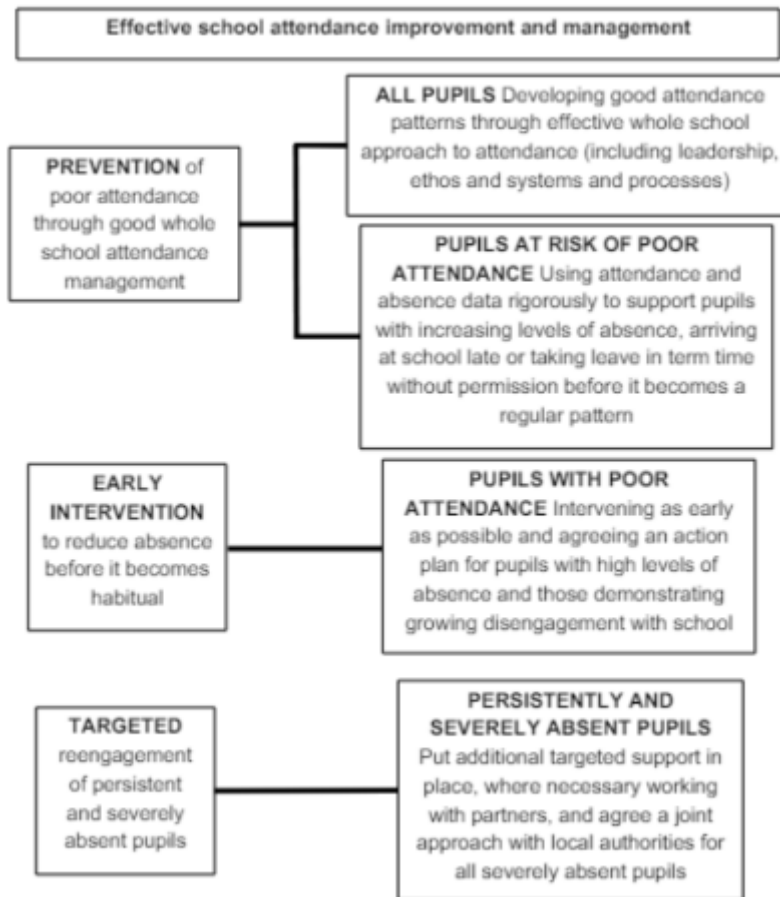 Effective school attendance improvement and management
PREVENTION of
poor attendance
through good whole
school attendance
management
ALL PUPILS Developing good attendance
patterns through effective whole school
approach to attendance (including leadership,
ethos and systems and processes)
PUPILS AT RISK OF POOR
ATTENDANCE Using attendance and
absence data rigorously to support pupils
with increasing levels of absence, arriving
at school late or taking leave in term time
without permission before it becomes a
regular pattern
EARLY
INTERVENTION
to reduce absence
before it becomes
habitual
PUPILS WITH POOR
ATTENDANCE Intervening as early
as possible and agreeing an action
plan for pupils with high levels of
absence and those demonstrating
growing disengagement with school
TARGETED
reengagement
of persistent
and severely
absent pupils
PERSISTENTLY AND
SEVERELY ABSENT PUPILS
Put additional targeted support in
place, where necessary working
with partners, and agree a joint
approach with local authorities for
all severely absent pupils